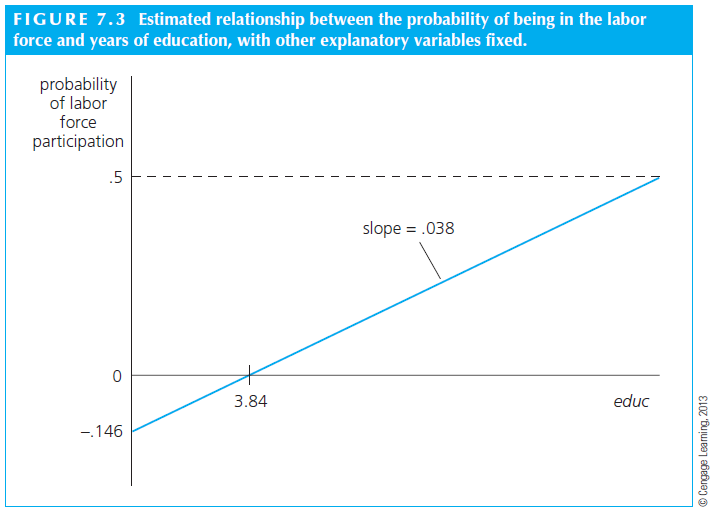 FIGURE 7.3 Estimated relationship between the probability of being in the labor
force and years of education, with other explanatory variables fixed.
probability
of labor
force
participation
.5
slope = .038
0
3.84
educ
–.146
© Cengage Learning, 2013